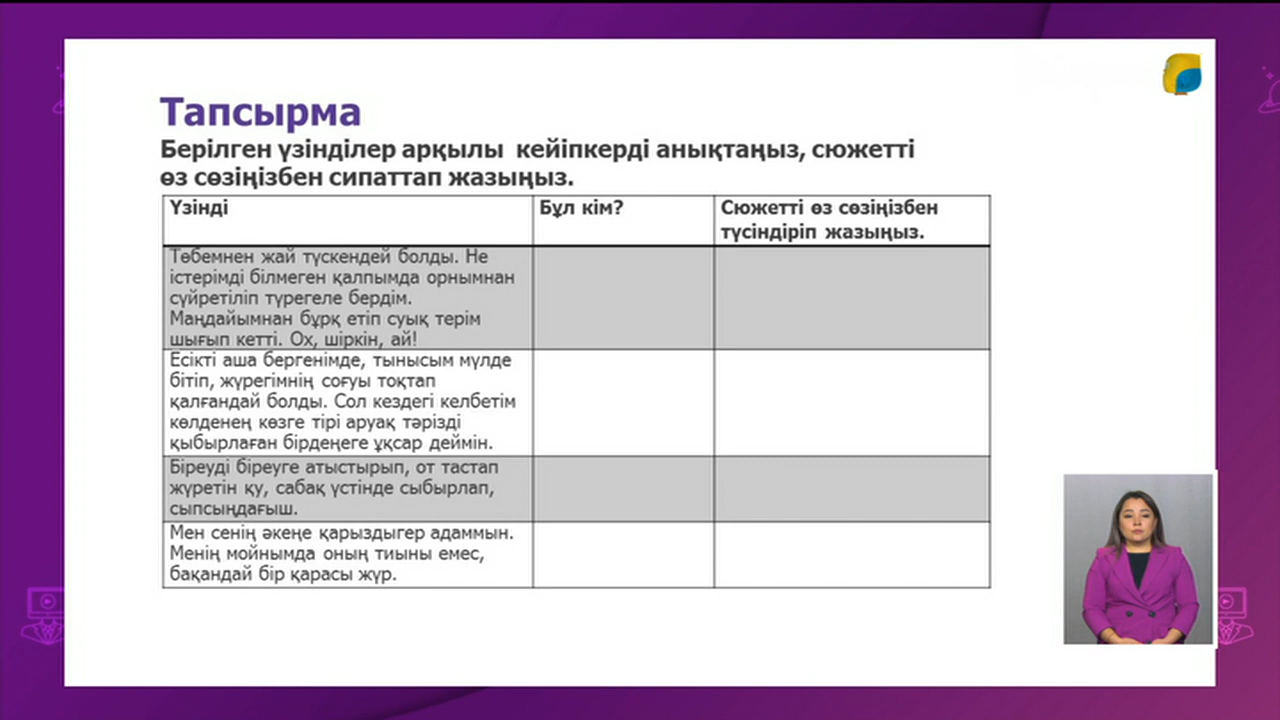 Тапсырма
Берілген үзінділер арқылы кейіпкерді анықтаңыз, сюжетті
өз сөзіңізбен сипаттап жазыңыз.
Үзінді
Бұл кім?
Сюжетті өз сөзіңізбен
түсіндіріп жазыңыз.
Төбемнен жай түскендей болды. Не
істерімді білмеген қалпымда орнымнан
сүйретіліп түрегеле бердім.
Маңдайымнан бұрқ етіп суық терім
шығып кетті. Ох, шіркін, ай!
Есікті аша бергенімде, тынысым мүлде
бітіп, жүрегімнің соғуы тоқтап
қалғандай болды. Сол кездегі келбетім
көлденең көзге тірі аруақ тәрізді
қыбырлаған бірдеңеге ұқсар деймін.
Біреуді біреуге атыстырып, от тастап
жүретін қу, сабақ үстінде сыбырлап,
сыпсыңдағыш.
Мен сенің әкеңе қарыздыгер адаммын.
Менің мойнымда оның тиыны емес,
бақандай бір қарасы жүр.